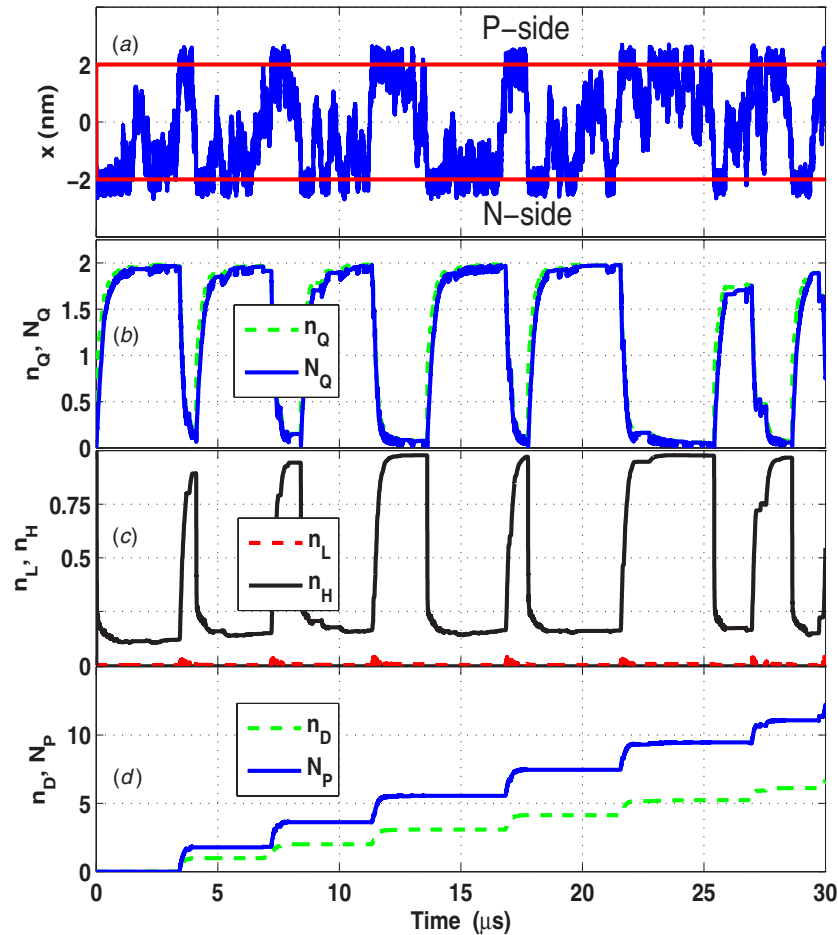 (a)
P-side
2
0
−2
x (nm)
N-side
2
1.5
1
0.5
0
n_Q, N_Q
(b)
n_Q
N_Q
0.75
0.5
0
n_L, n_H
(c)
n_L
n_H
10
5
0
n_D, N_P
(d)
n_D
N_P
0 5 10 15 20 25 30
Time (μs)